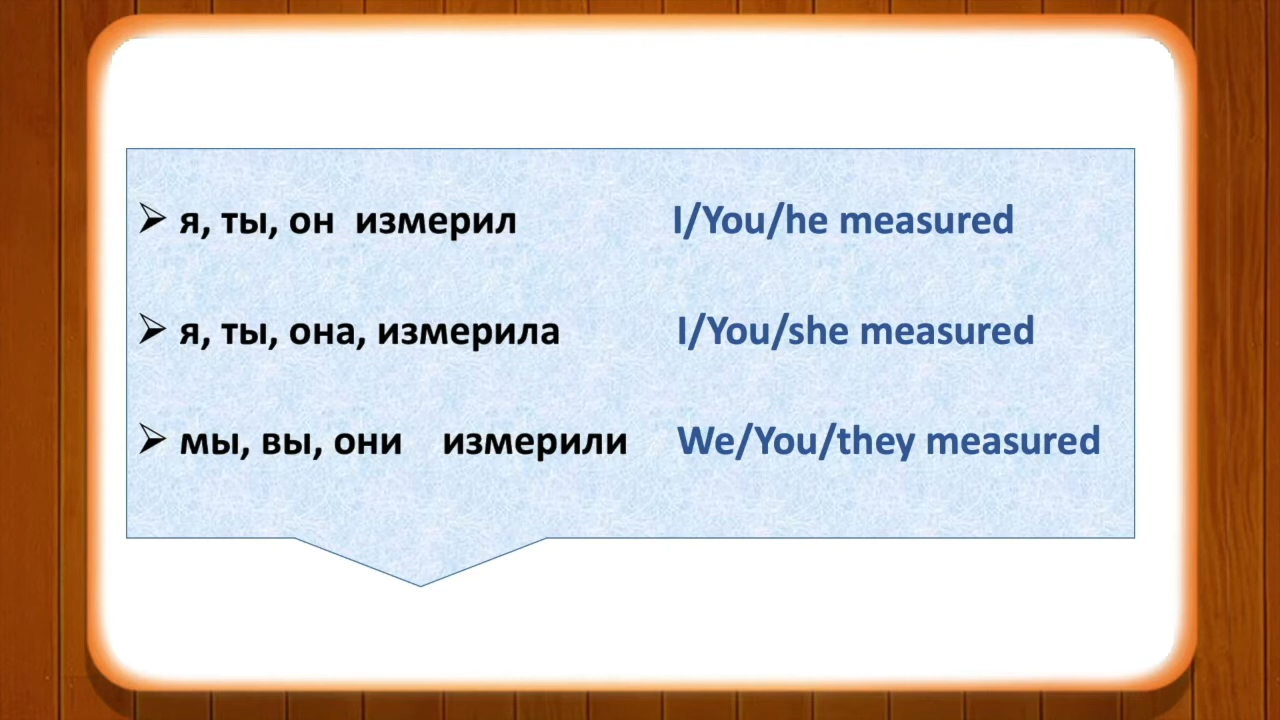 я, ты, он измерил I/You/he measured
я, ты, она, измерила I/You/she measured
мы, вы, они измерили We/You/they measured